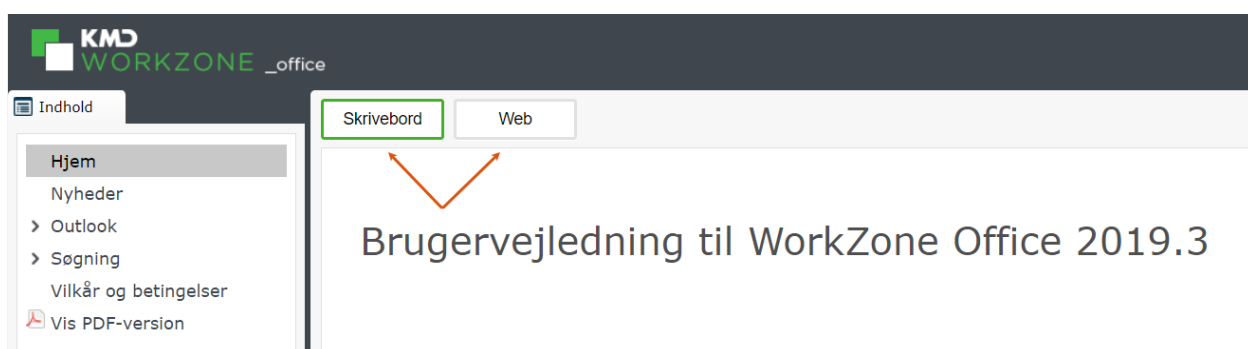 KMD
WORKZONE _office
Indhold
Skrivebord
Web
Hjem
Nyheder
Outlook
Søgning
Vilkår og betingelser
Vis PDF-version
Brugervejledning til WorkZone Office 2019.3